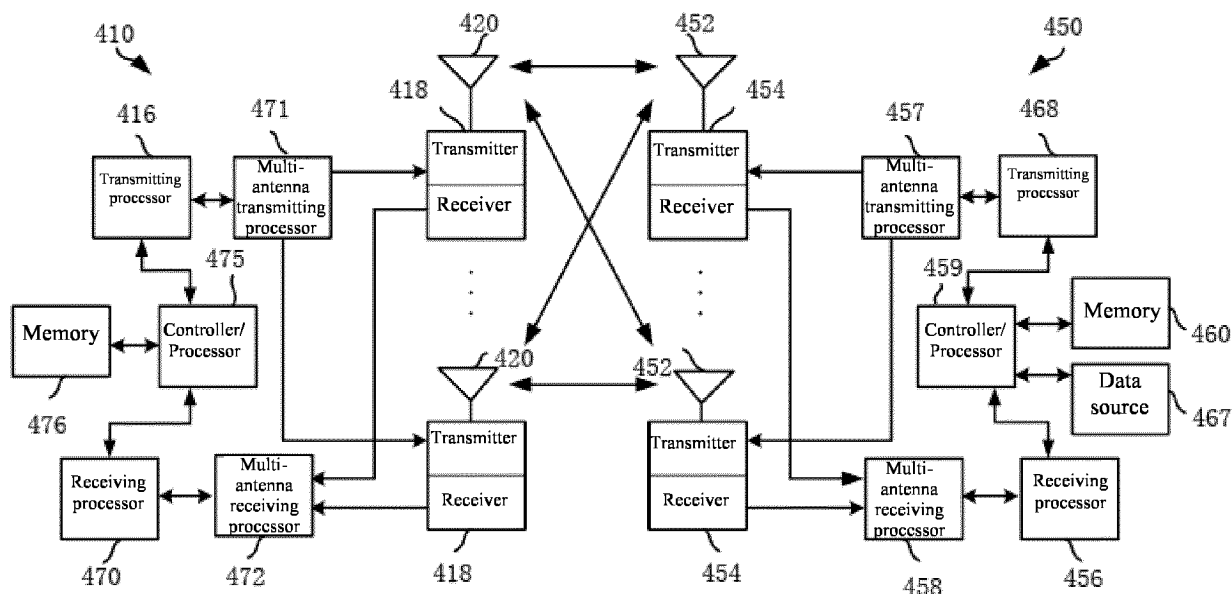 410
420
452
450
416
471
418
454
457
468
Transmitting
processor
Multi-
antenna
transmitting
processor
Transmitter
Receiver
Transmitter
Receiver
Multi-
antenna
transmitting
processor
Transmitting
processor
475
459
Memory
Controller/
Processor
Controller/
Processor
Memory
460
476
420
452
Data
source
467
Receiving
processor
Multi-
antenna
receiving
processor
Transmitter
Receiver
Transmitter
Receiver
Multi-
antenna
receiving
processor
Receiving
processor
470
472
418
454
458
456